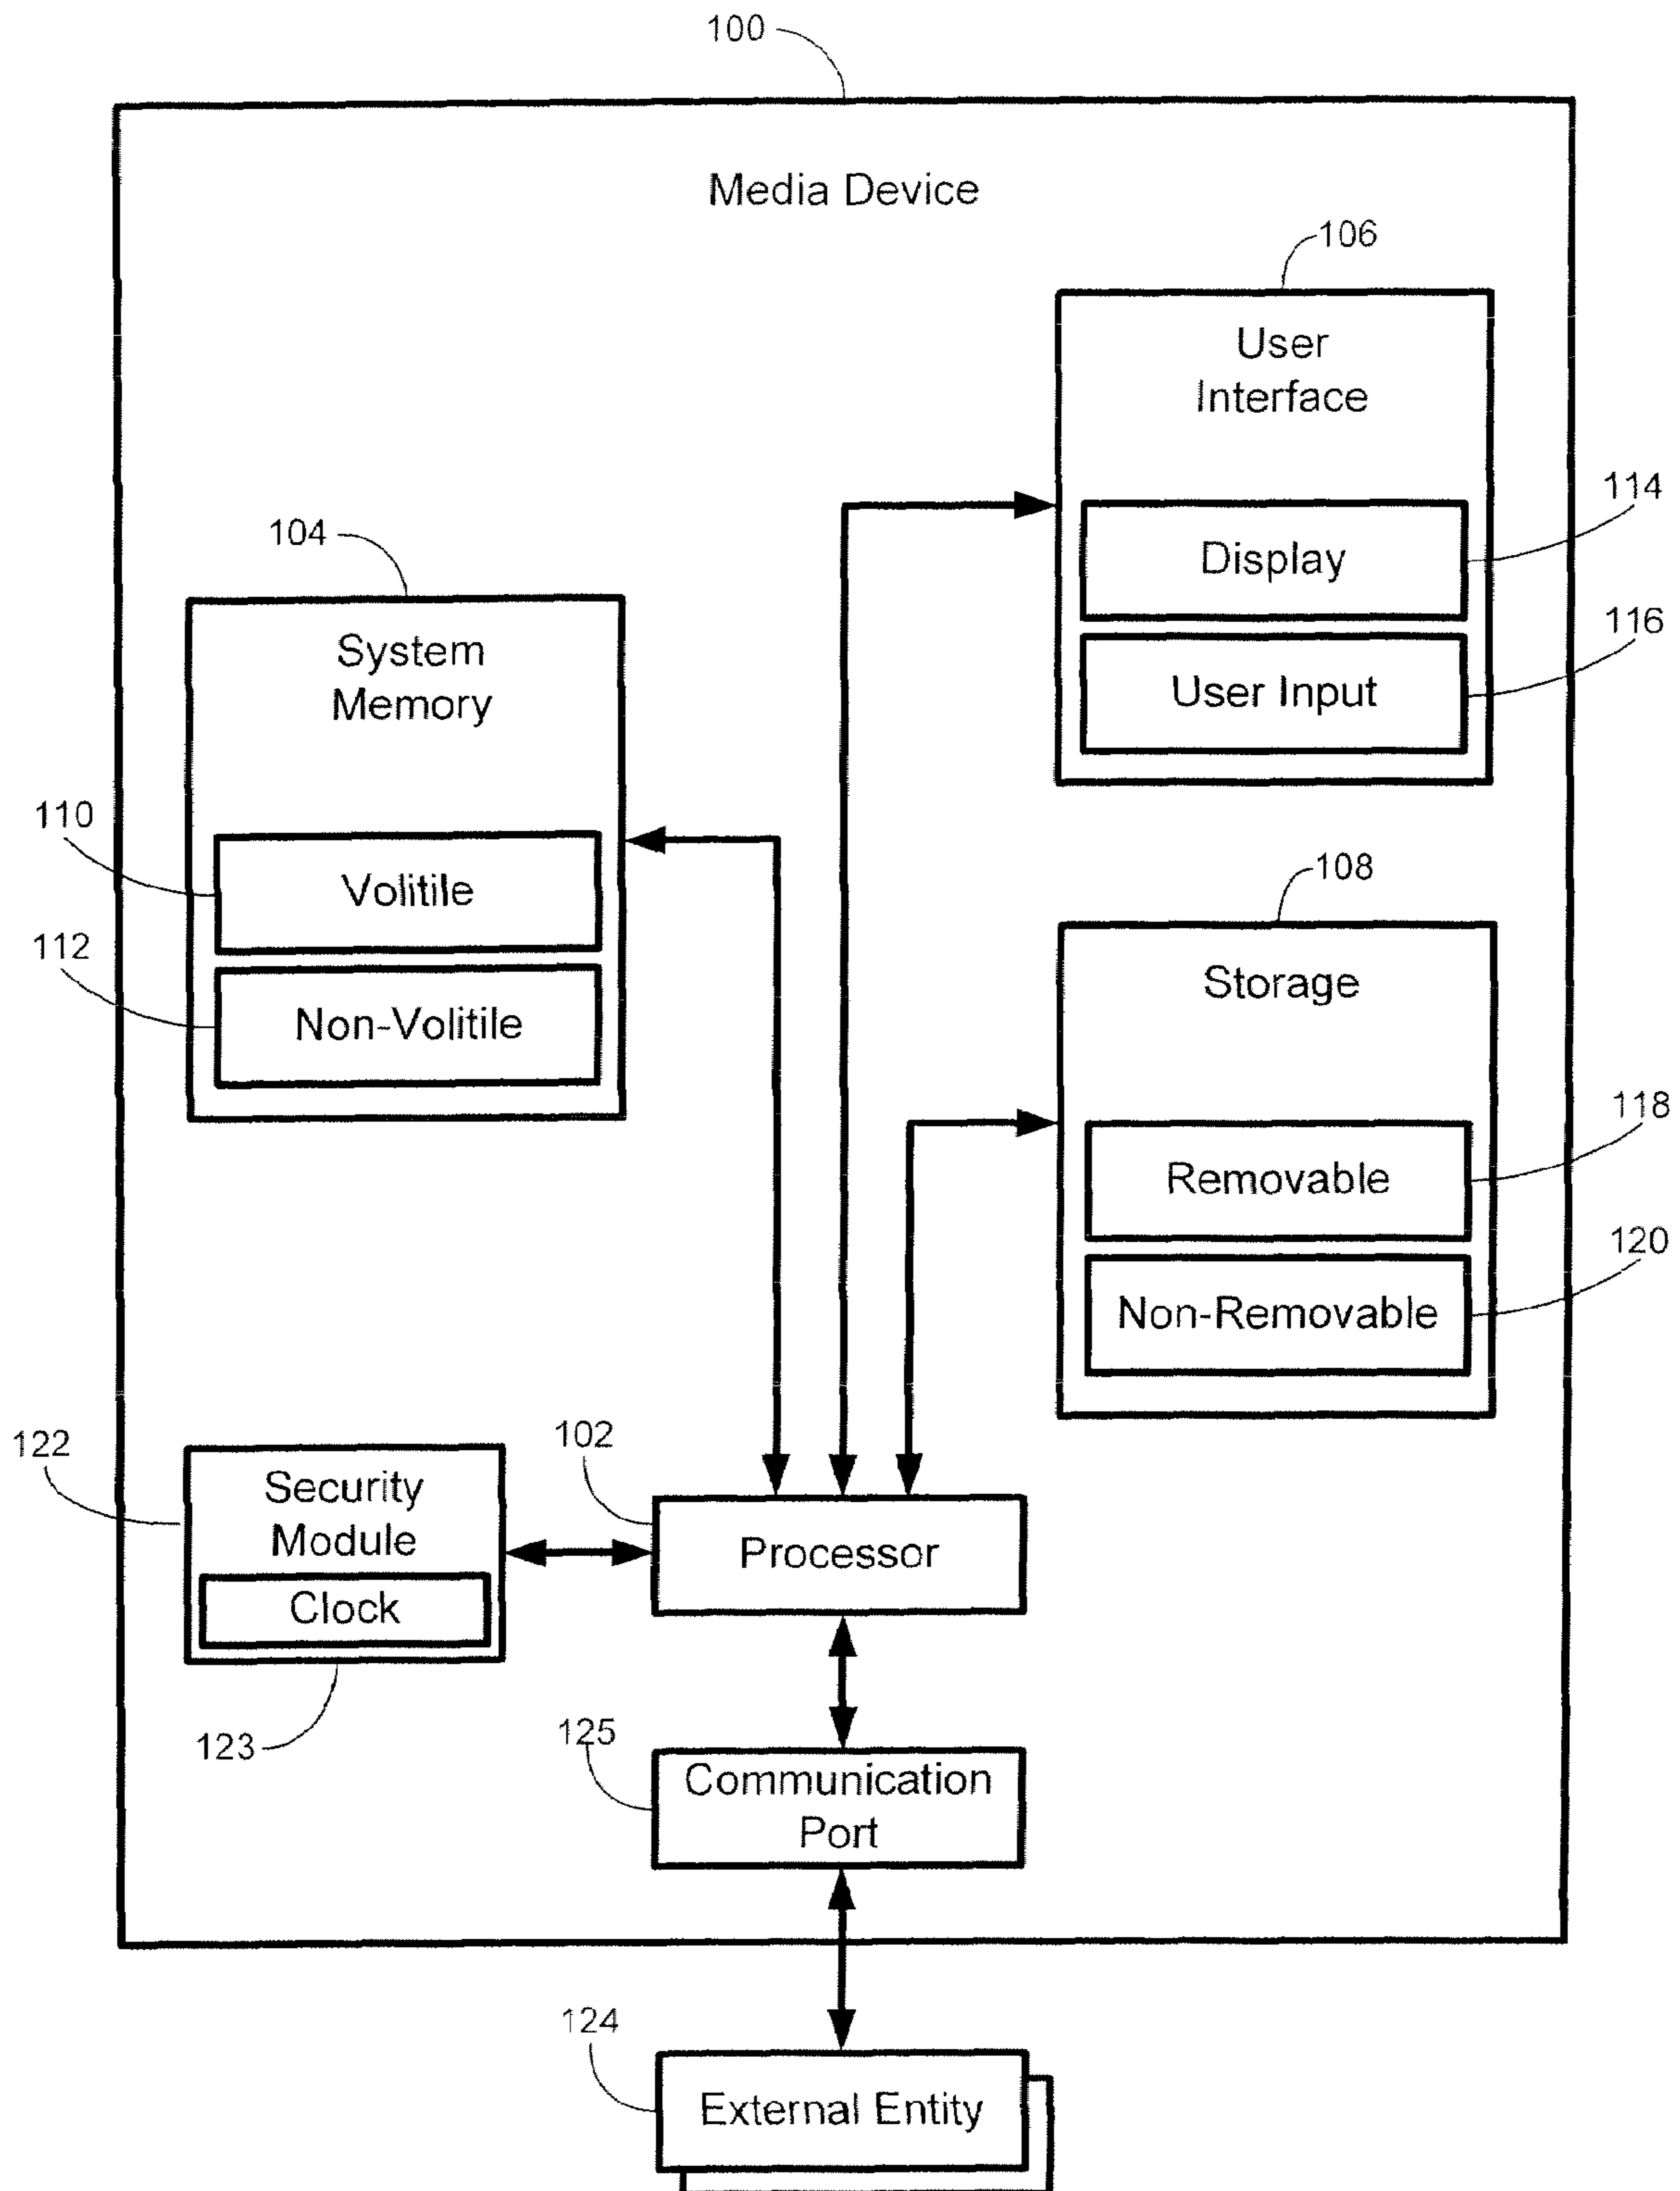 100
Media Device
106
User
Interface
114
Display
116
User Input
104
System
Memory
110
Volitile
112
Non-Volitile
108
Storage
118
Removable
120
Non-Removable
122
Security
Module
Clock
123
102
Processor
125
Communication
Port
124
External Entity